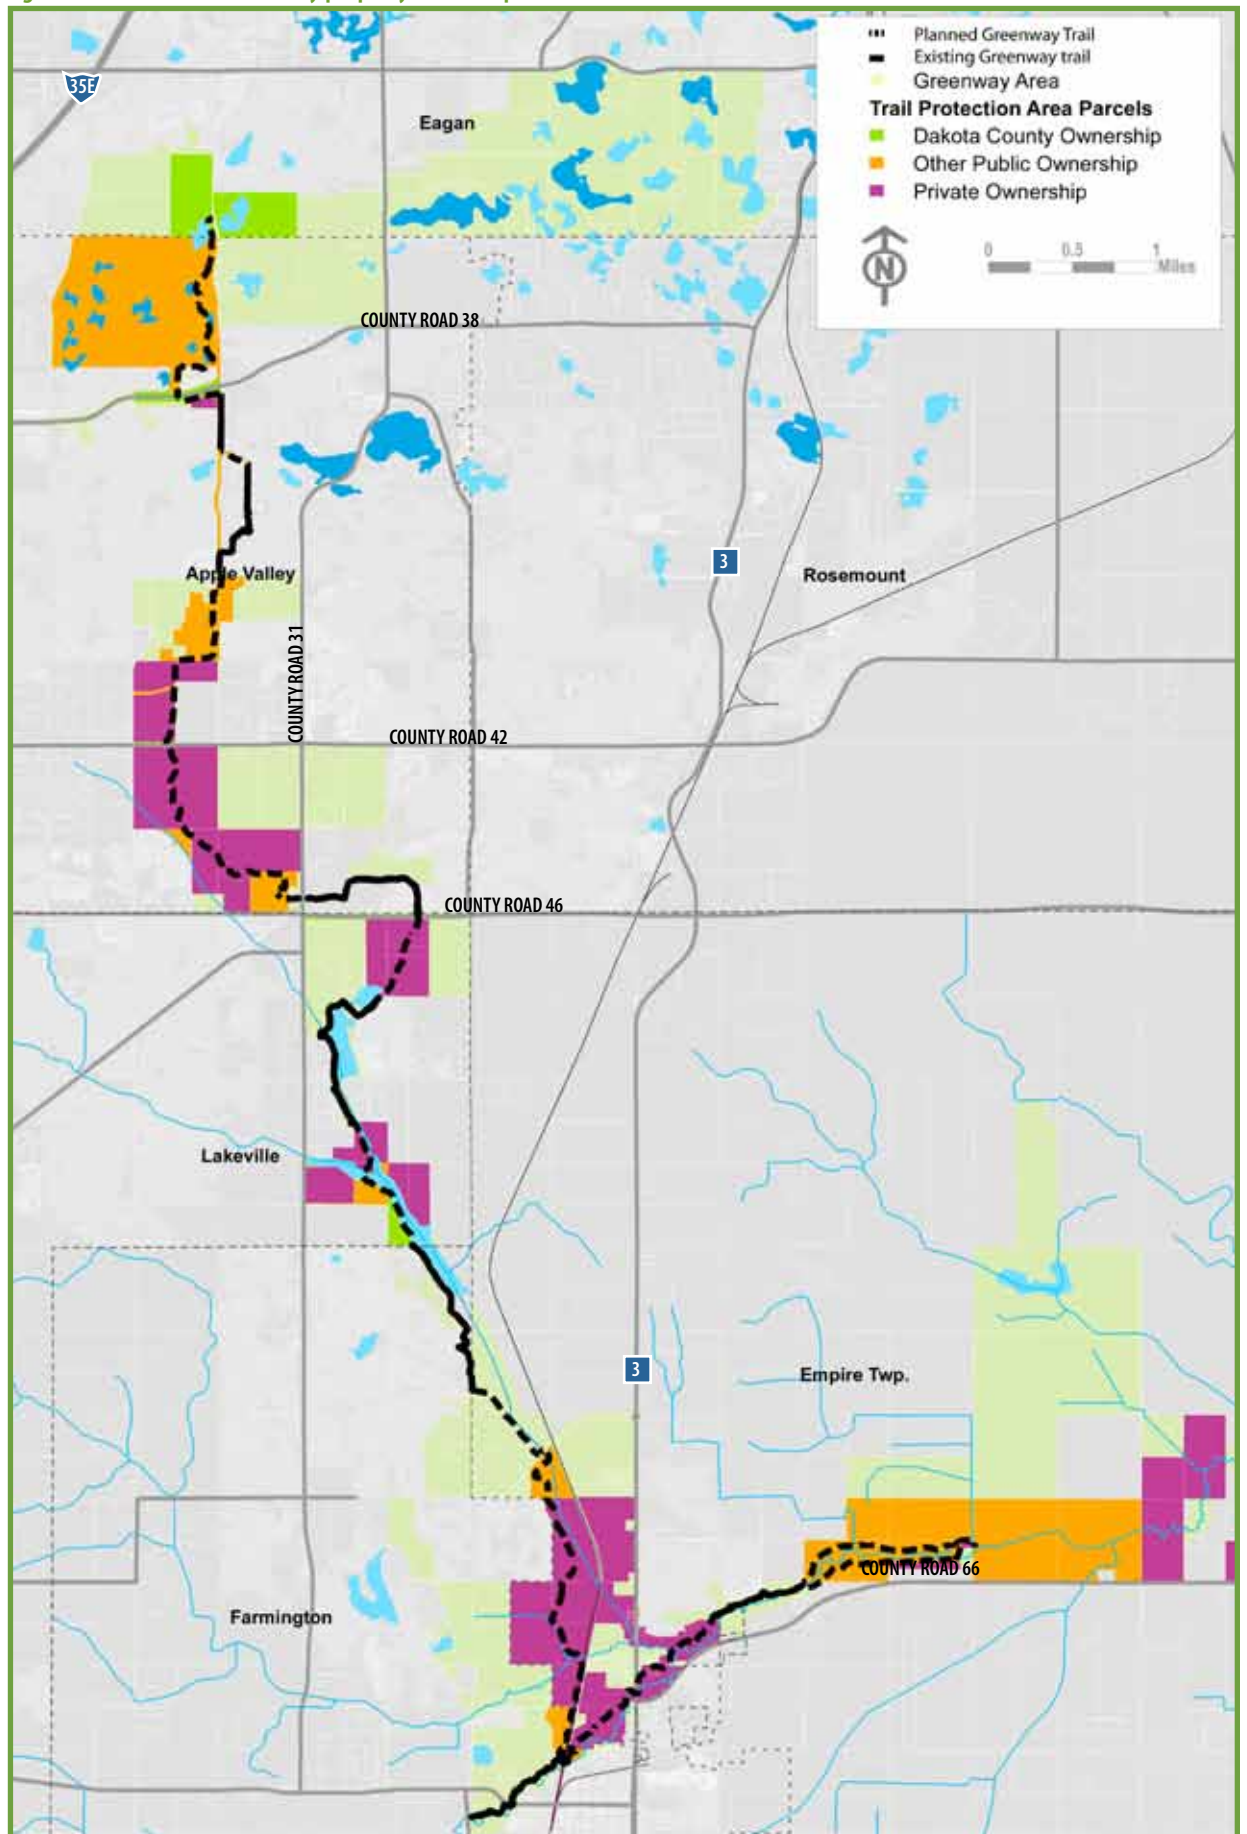 Planned Greenway Trail
Existing Greenway trail
Greenway Area
Trail Protection Area Parcels
Dakota County Ownership
Other Public Ownership
Private Ownership
N
0 0.5 1
Miles
35E
Eagan
COUNTY ROAD 38
3
Apple Valley
Rosemount
COUNTY ROAD 31
COUNTY ROAD 42
COUNTY ROAD 46
Lakeville
3
Empire Twp.
COUNTY ROAD 66
Farmington